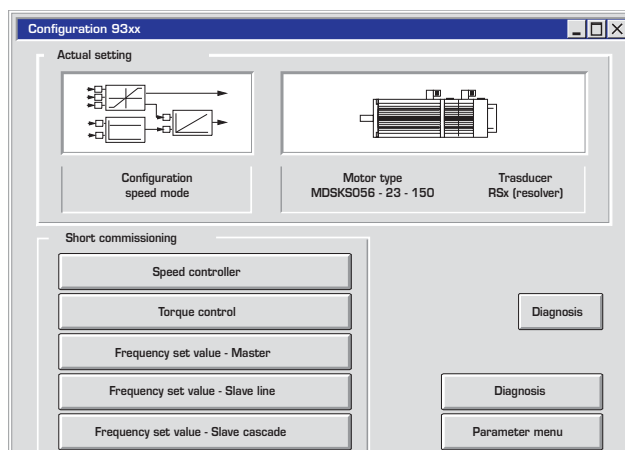 Configuration 93xx
Actual setting
Configuration
speed mode
Motor type
MDSKS056 - 23 - 150
Trasducer
RSx (resolver)
Short commissioning
Speed controller
Torque control
Diagnosis
Frequency set value - Master
Frequency set value - Slave line
Diagnosis
Frequency set value - Slave cascade
Parameter menu